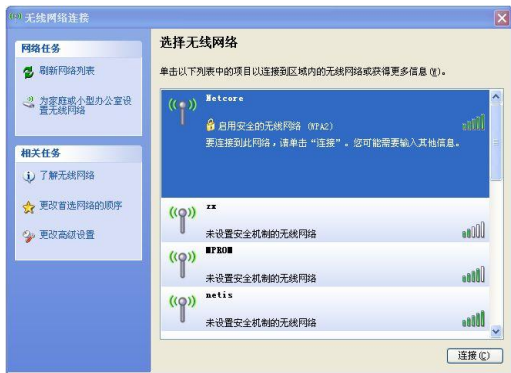 无线网络连接
网络任务
刷新网络列表
为家庭或小型办公室设
置无线网络
相关任务
了解无线网络
更改首选网络的顺序
更改高级设置
选择无线网络
单击以下列表中的项目以连接到区域内的无线网络或获得更多信息(W)。
Netcore
启用安全的无线网络 (WPA2)
要连接到此网络，请单击“连接”。您可能需要输入其他信息。
zx
未设置安全机制的无线网络
MPROM
未设置安全机制的无线网络
netis
未设置安全机制的无线网络
连接(C)